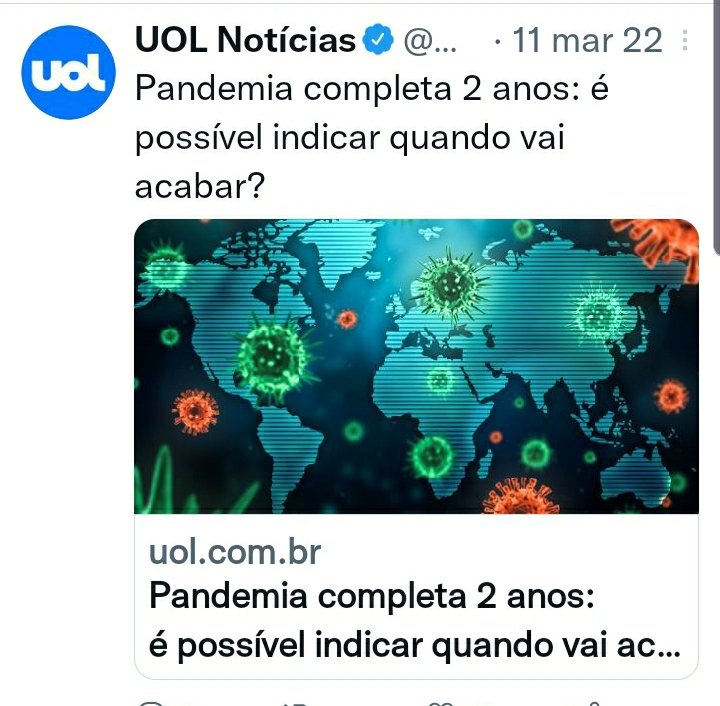 uol
UOL Notícias @... · 11 mar 22
Pandemia completa 2 anos: é
possível indicar quando vai
acabar?
uol.com.br
Pandemia completa 2 anos:
é possível indicar quando vai ac...